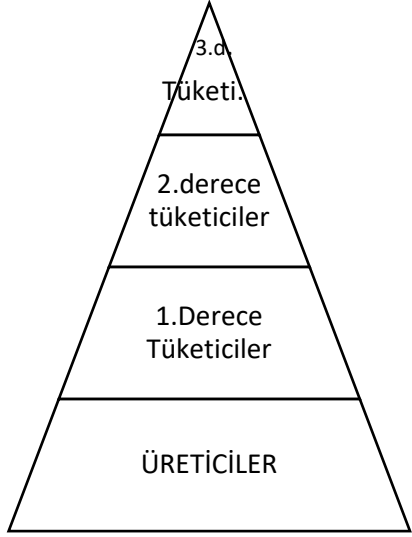 3.d.
Tüketi.
2.derece
tüketiciler
1.Derece
Tüketiciler
ÜRETİCİLER